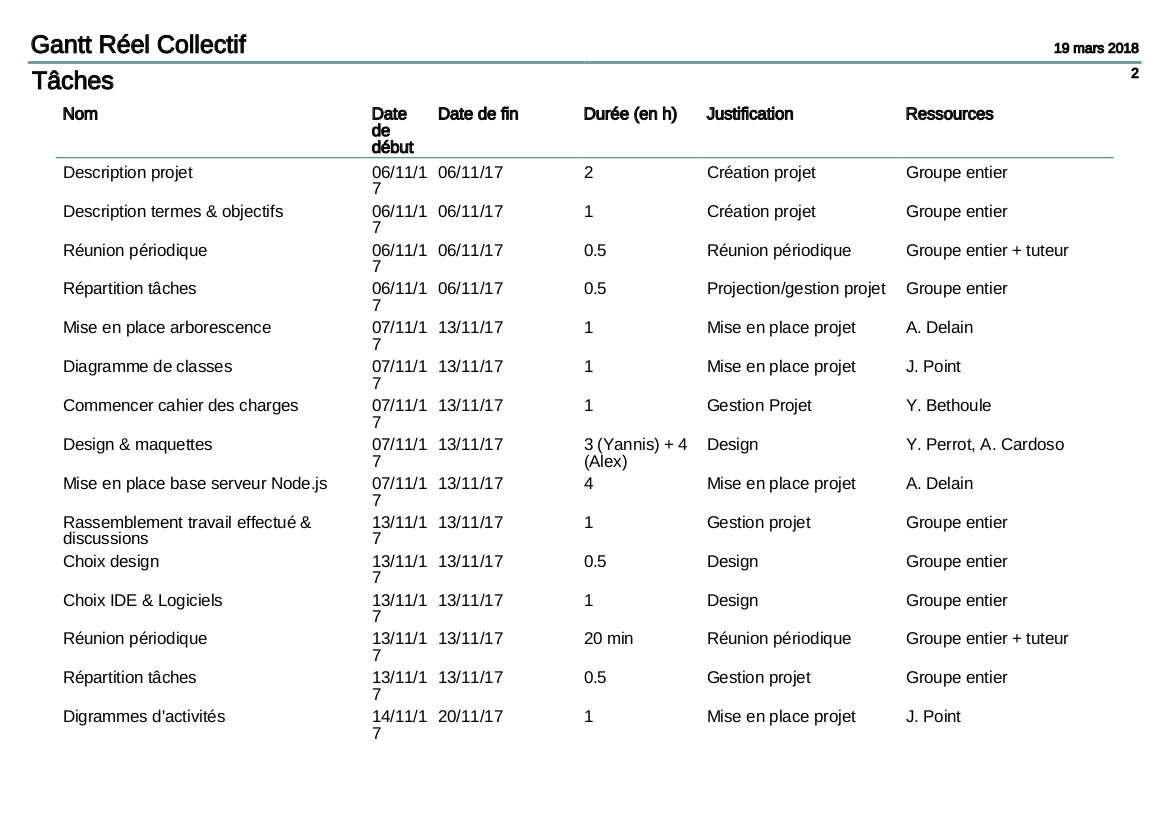 Gantt Réel Collectif
19 mars 2018
Tâches
2
Nom Date de début Date de fin Durée (en h) Justification Ressources
Description projet 06/11/17 06/11/17 2 Création projet Groupe entier
Description termes & objectifs 06/11/17 06/11/17 1 Création projet Groupe entier
Réunion périodique 06/11/17 06/11/17 0.5 Réunion périodique Groupe entier + tuteur
Répartition tâches 06/11/17 06/11/17 0.5 Projection/gestion projet Groupe entier
Mise en place arborescence 07/11/17 13/11/17 1 Mise en place projet A. Delain
Diagramme de classes 07/11/17 13/11/17 1 Mise en place projet J. Point
Commencer cahier des charges 07/11/17 13/11/17 1 Gestion Projet Y. Bethoule
Design & maquettes 07/11/17 13/11/17 3 (Yannis) + 4 (Alex) Design Y. Perrot, A. Cardoso
Mise en place base serveur Node.js 07/11/17 13/11/17 4 Mise en place projet A. Delain
Rassemblement travail effectué & discussions 13/11/17 13/11/17 1 Gestion projet Groupe entier
Choix design 13/11/17 13/11/17 0.5 Design Groupe entier
Choix IDE & Logiciels 13/11/17 13/11/17 1 Design Groupe entier
Réunion périodique 13/11/17 13/11/17 20 min Réunion périodique Groupe entier + tuteur
Répartition tâches 13/11/17 13/11/17 0.5 Gestion projet Groupe entier
Digrammes d'activités 14/11/17 20/11/17 1 Mise en place projet J. Point